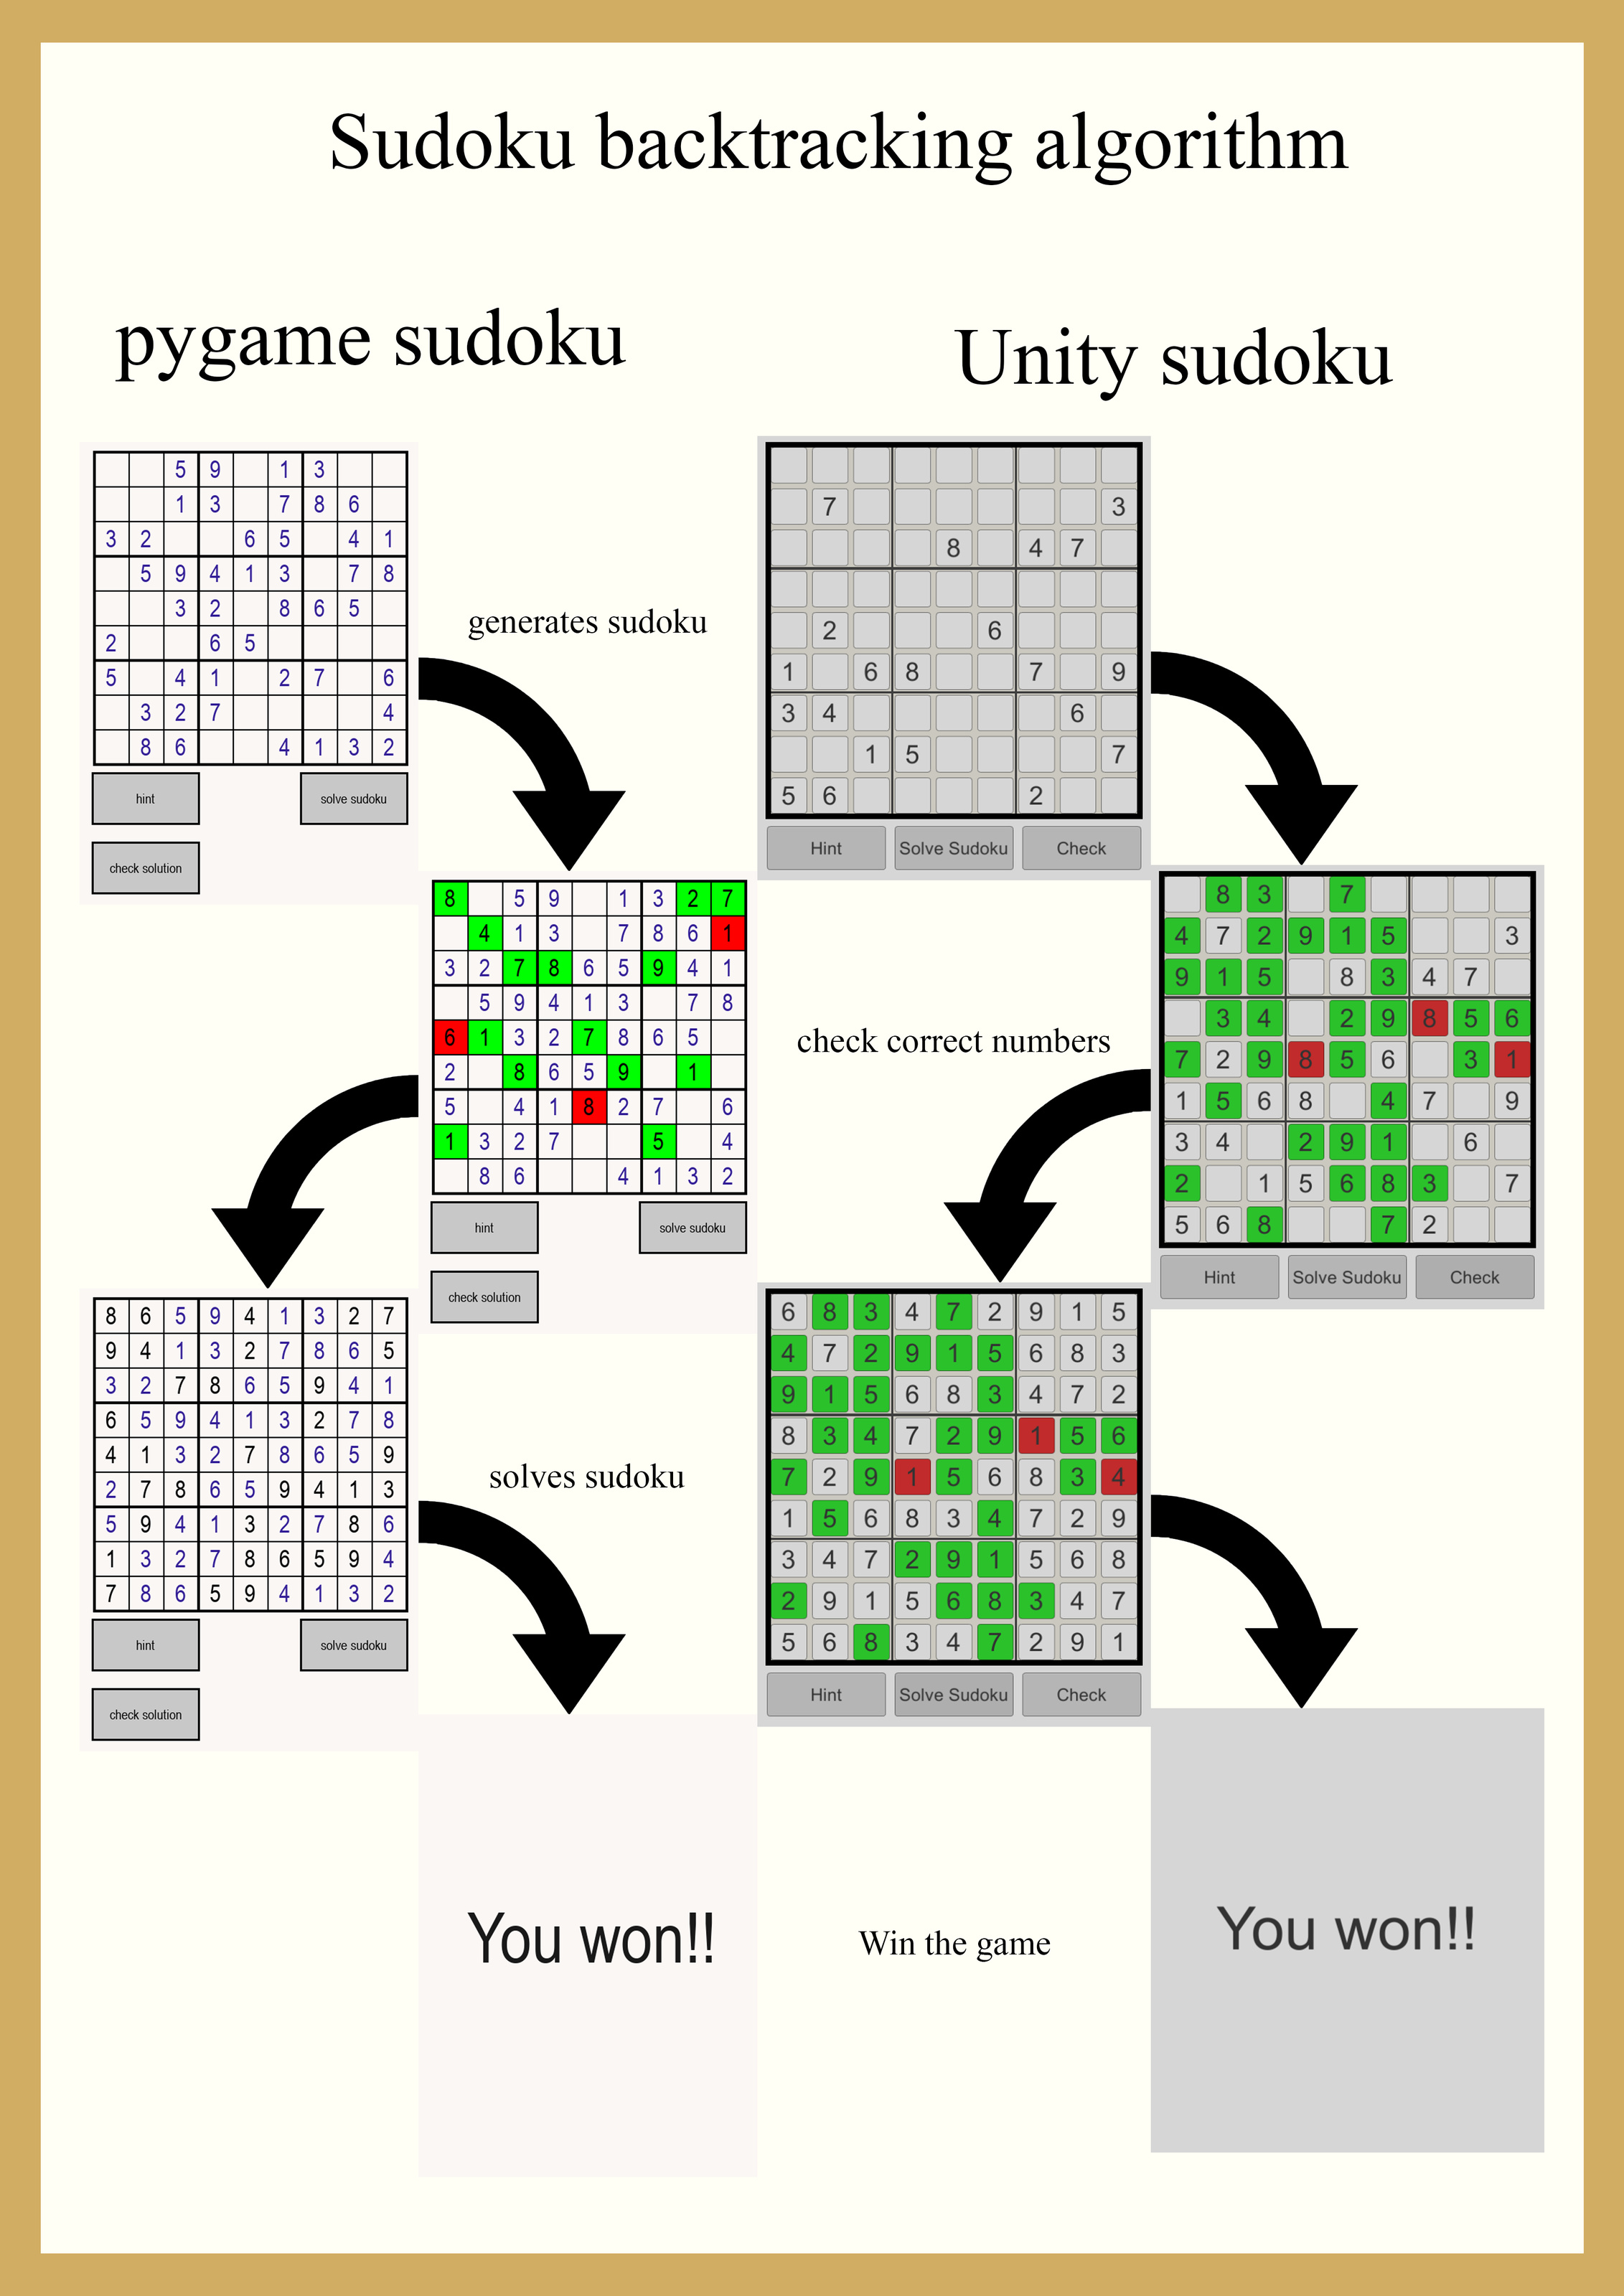 Sudoku backtracking algorithm
pygame sudoku
Unity sudoku
5 9 1 3
1 3 7 8 6
3 2 6 5 4 1
5 9 4 1 3 7 8
3 2 8 6 5
2 6 5
5 4 1 2 7 6
3 2 7 4
8 6 4 1 3 2
hint solve sudoku
check solution
generates sudoku
7 3
8 4 7
2 6
1 6 8 7 9
3 4 6
1 5 7
5 6 2
Hint Solve Sudoku Check
8 5 9 1 3 2 7
4 1 3 7 8 6 1
3 2 7 8 6 5 9 4 1
5 9 4 1 3 7 8
6 1 3 2 7 8 6 5
2 8 6 5 9 1
5 4 1 8 2 7 6
1 3 2 7 5 4
8 6 4 1 3 2
hint solve sudoku
check solution
check correct numbers
8 3 7
4 7 2 9 1 5 3
9 1 5 8 3 4 7
3 4 2 9 8 5 6
7 2 9 8 5 6 3 1
1 5 6 8 4 7 9
3 4 2 9 1 6
2 1 5 6 8 3 7
5 6 8 7 2
Hint Solve Sudoku Check
8 6 5 9 4 1 3 2 7
9 4 1 3 2 7 8 6 5
3 2 7 8 6 5 9 4 1
6 5 9 4 1 3 2 7 8
4 1 3 2 7 8 6 5 9
2 7 8 6 5 9 4 1 3
5 9 4 1 3 2 7 8 6
1 3 2 7 8 6 5 9 4
7 8 6 5 9 4 1 3 2
hint solve sudoku
check solution
solves sudoku
6 8 3 4 7 2 9 1 5
4 7 2 9 1 5 6 8 3
9 1 5 6 8 3 4 7 2
8 3 4 7 2 9 1 5 6
7 2 9 1 5 6 8 3 4
1 5 6 8 3 4 7 2 9
3 4 7 2 9 1 5 6 8
2 9 1 5 6 8 3 4 7
5 6 8 3 4 7 2 9 1
Hint Solve Sudoku Check
You won!!
Win the game
You won!!